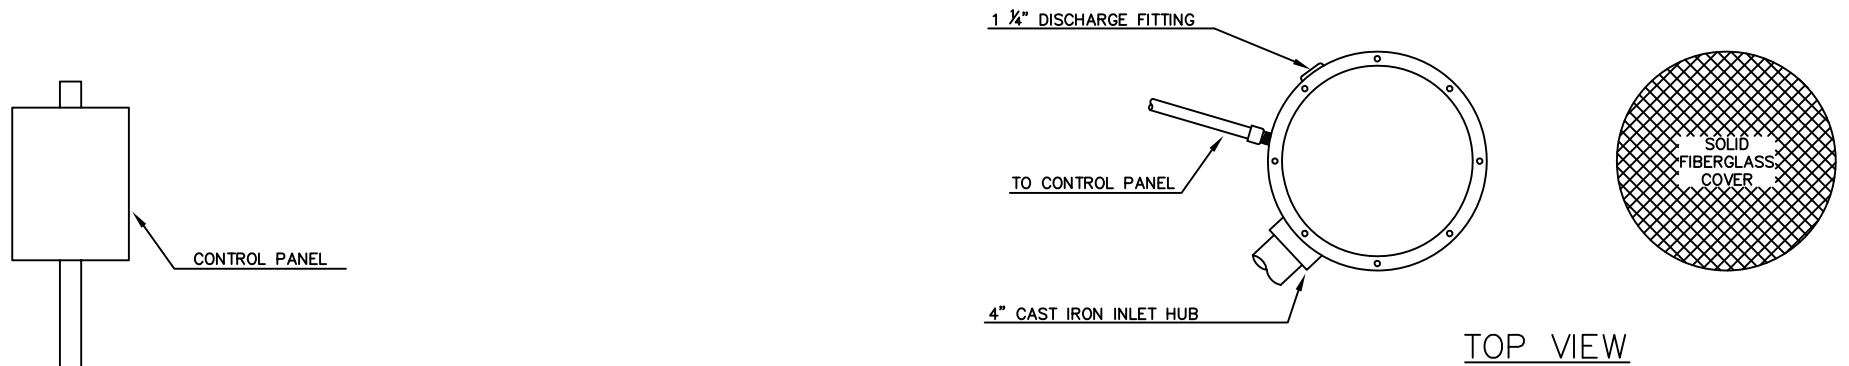 1 ¼" DISCHARGE FITTING
SOLID
FIBERGLASS
COVER
TO CONTROL PANEL
CONTROL PANEL
4" CAST IRON INLET HUB
TOP VIEW